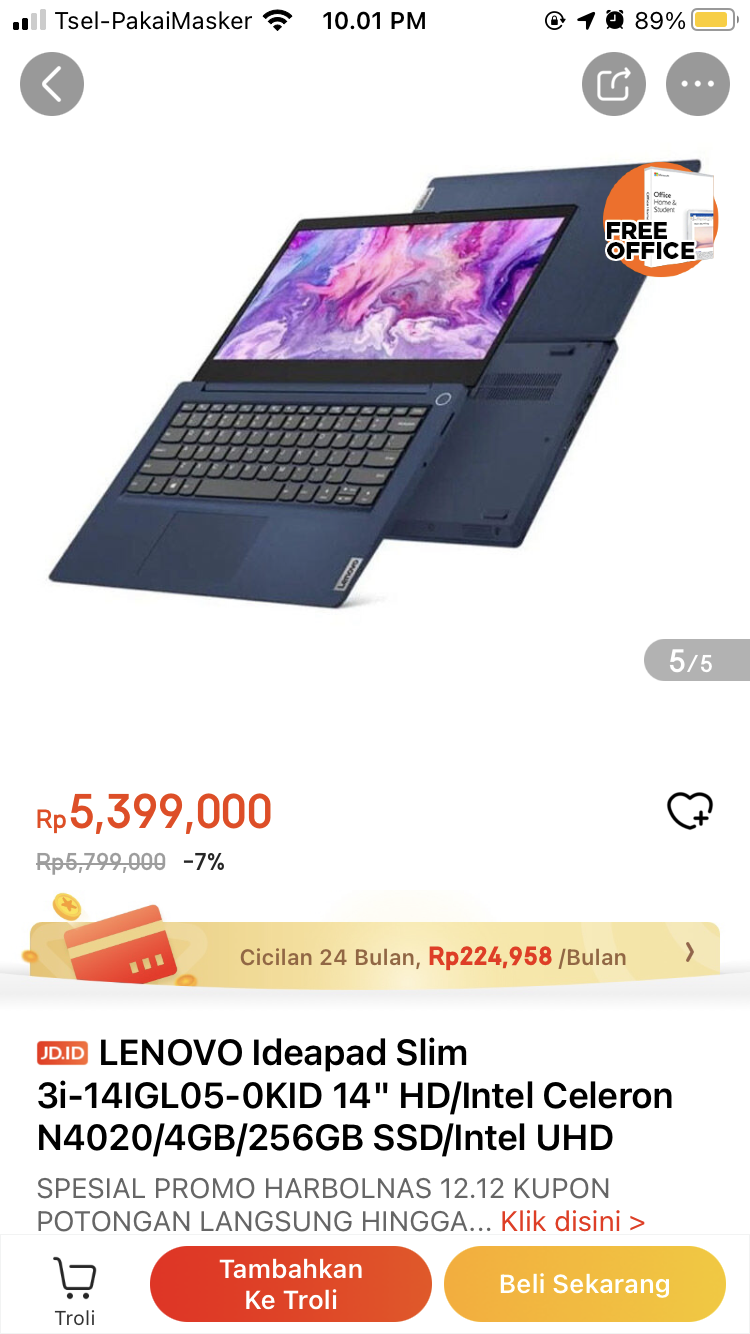 Tsel-PakaiMasker 10.01 PM 89%
Office
Home &
Student
FREE
OFFICE
Lenovo
5/5
Rp5,399,000
Rp5,799,000 -7%
Cicilan 24 Bulan, Rp224,958 /Bulan
JD.ID LENOVO Ideapad Slim
3i-14IGL05-0KID 14" HD/Intel Celeron
N4020/4GB/256GB SSD/Intel UHD
SPESIAL PROMO HARBOLNAS 12.12 KUPON
POTONGAN LANGSUNG HINGGA... Klik disini >
Troli
Tambahkan
Ke Troli
Beli Sekarang